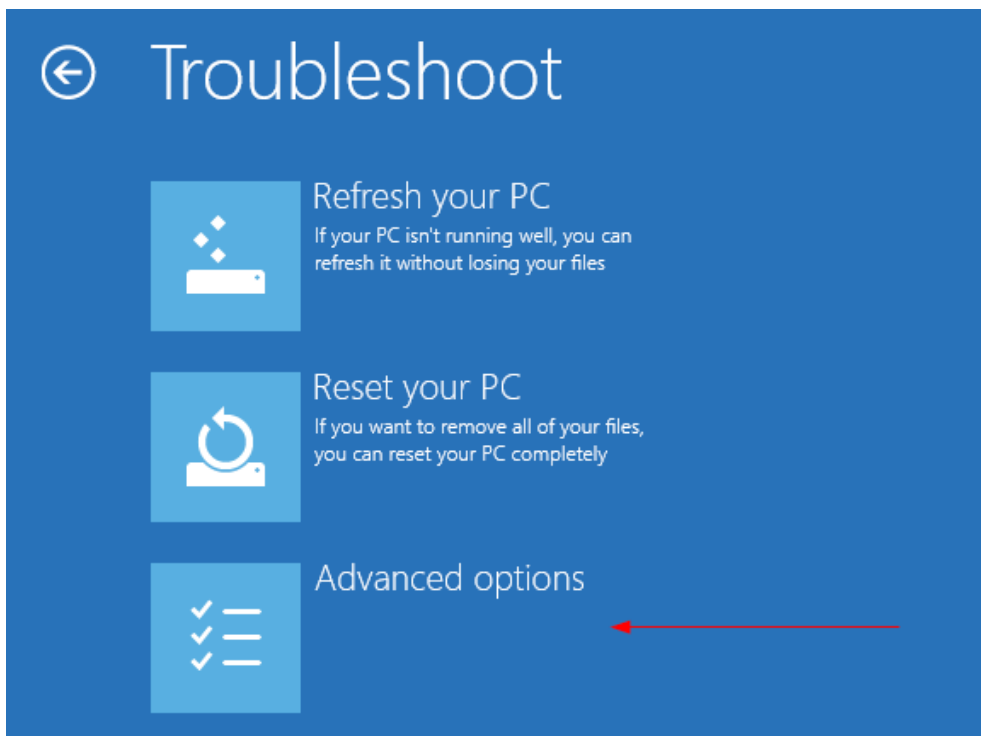 Troubleshoot
Refresh your PC
If your PC isn't running well, you can
refresh it without losing your files
Reset your PC
If you want to remove all of your files,
you can reset your PC completely
Advanced options